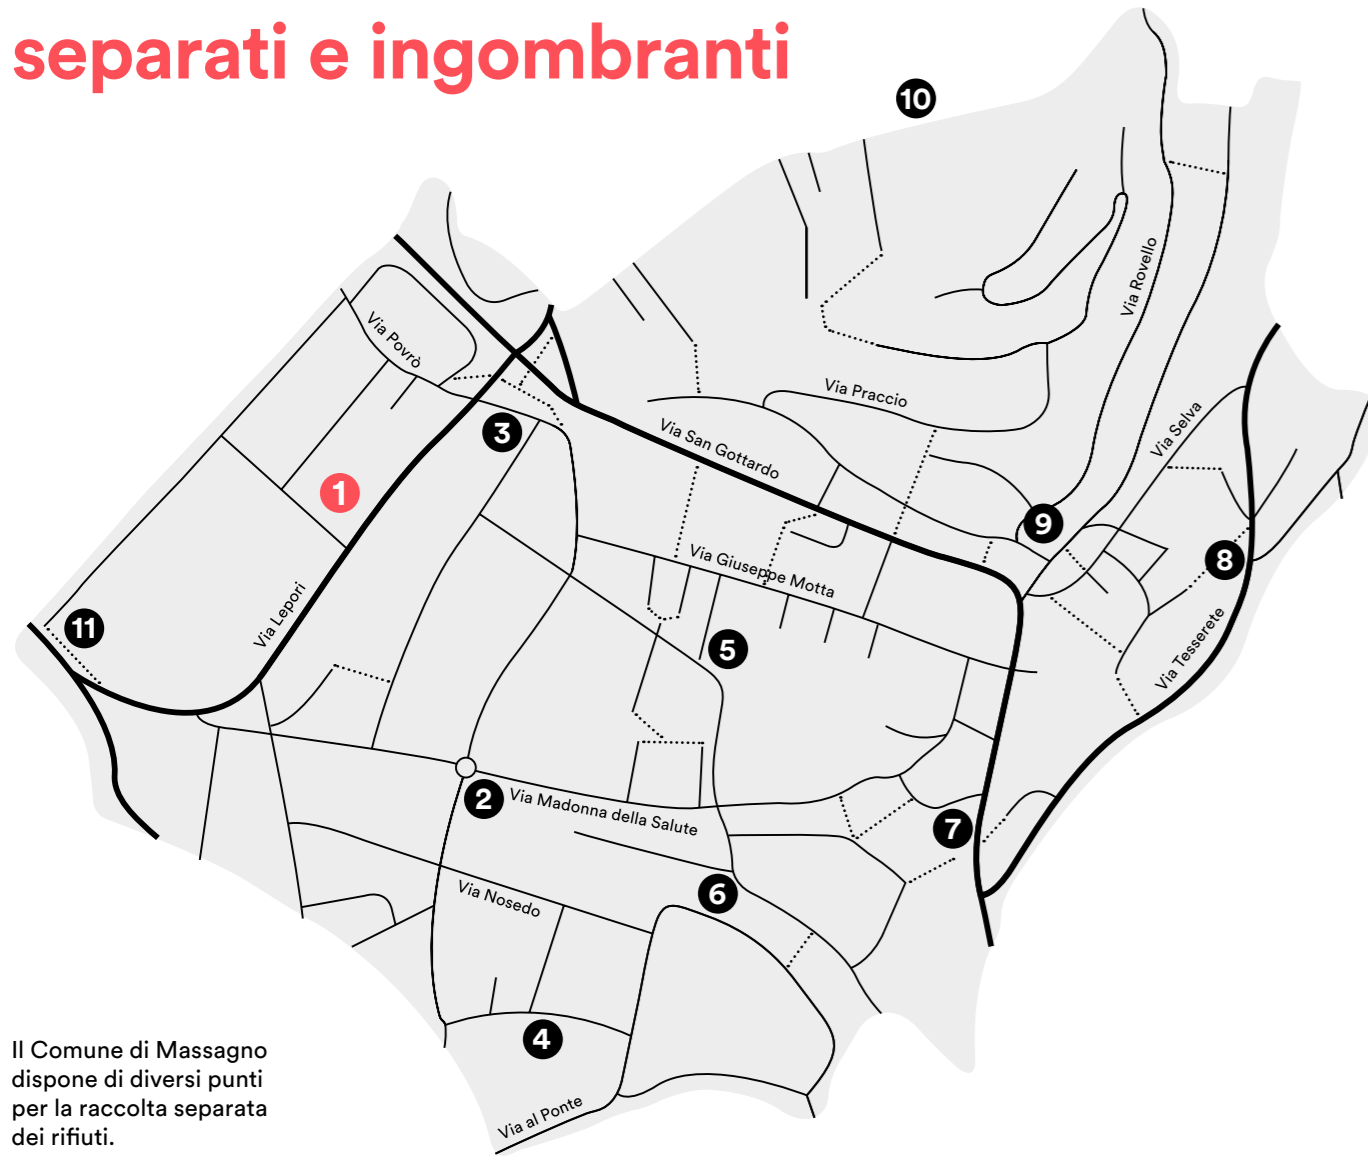 separati e ingombranti
10
Via Rovello
Via Povrò
Via Praccio
3
Via San Gottardo
Via Selva
1
9
Via Giuseppe Motta
8
Via Lepori
11
5
Via Tesserete
2
Via Madonna della Salute
7
6
Via Nosedo
4
Via al Ponte
Il Comune di Massagno
dispone di diversi punti
per la raccolta separata
dei rifiuti.